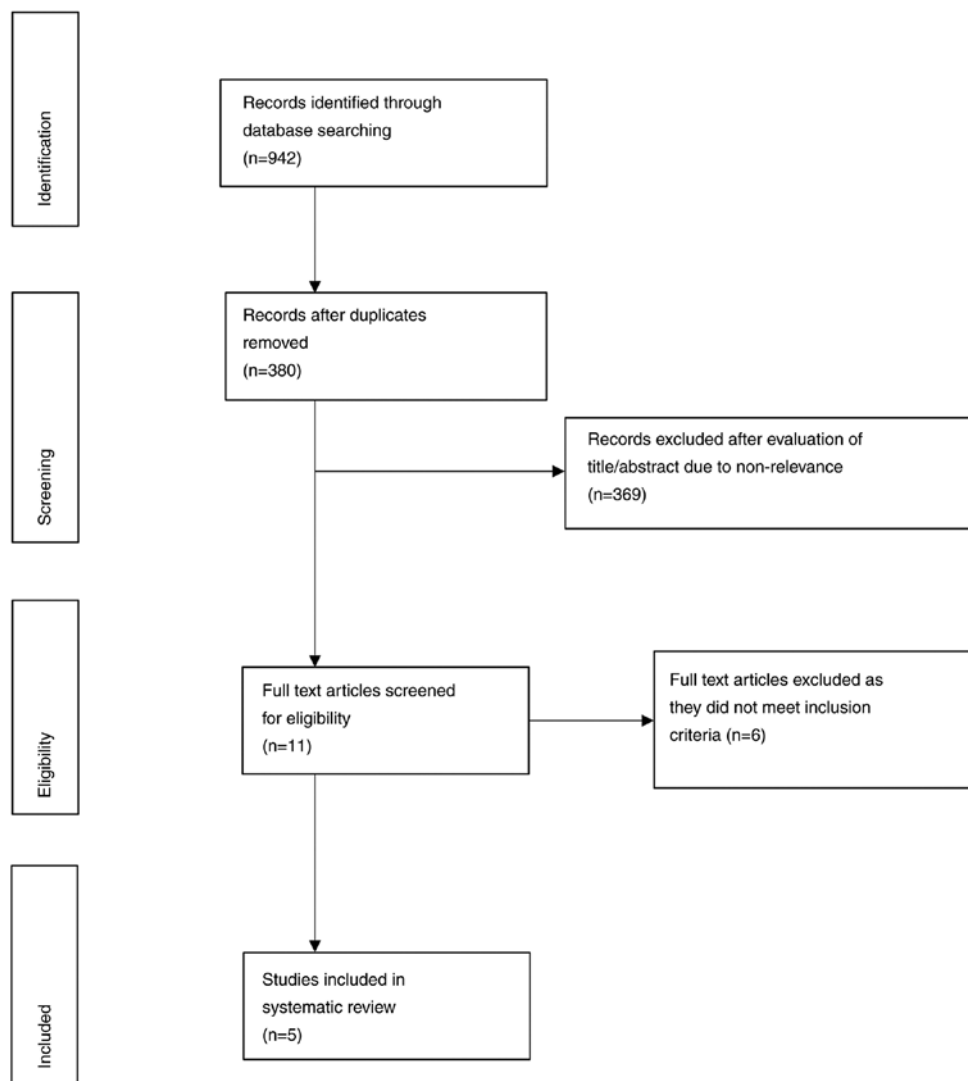 Identification
Records identified through
database searching
(n=942)
Screening
Records after duplicates
removed
(n=380)
Records excluded after evaluation of
title/abstract due to non-relevance
(n=369)
Eligibility
Full text articles screened
for eligibility
(n=11)
Full text articles excluded as
they did not meet inclusion
criteria (n=6)
Included
Studies included in
systematic review
(n=5)